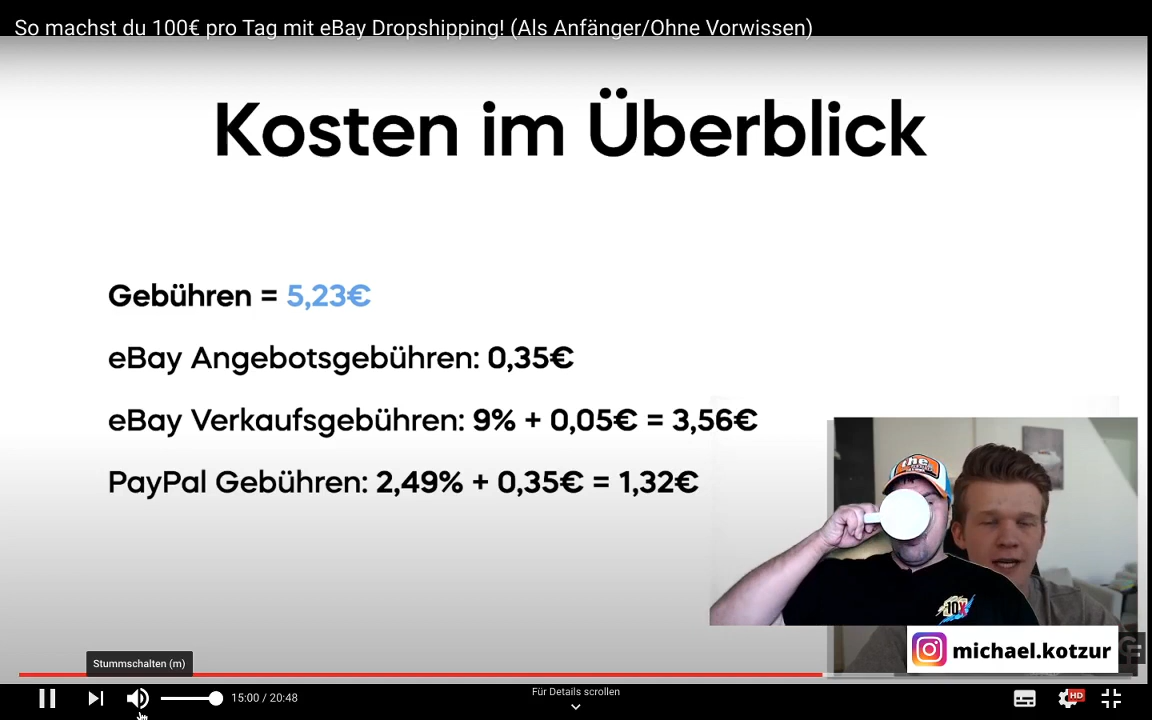 So machst du 100€ pro Tag mit eBay Dropshipping! (Als Anfänger/Ohne Vorwissen)
Kosten im Überblick
Gebühren = 5,23€
eBay Angebotsgebühren: 0,35€
eBay Verkaufsgebühren: 9% + 0,05€ = 3,56€
PayPal Gebühren: 2,49% + 0,35€ = 1,32€
the
10X
michael.kotzur
Stummschalten (m)
15:00 / 20:48
Für Details scrollen
HD